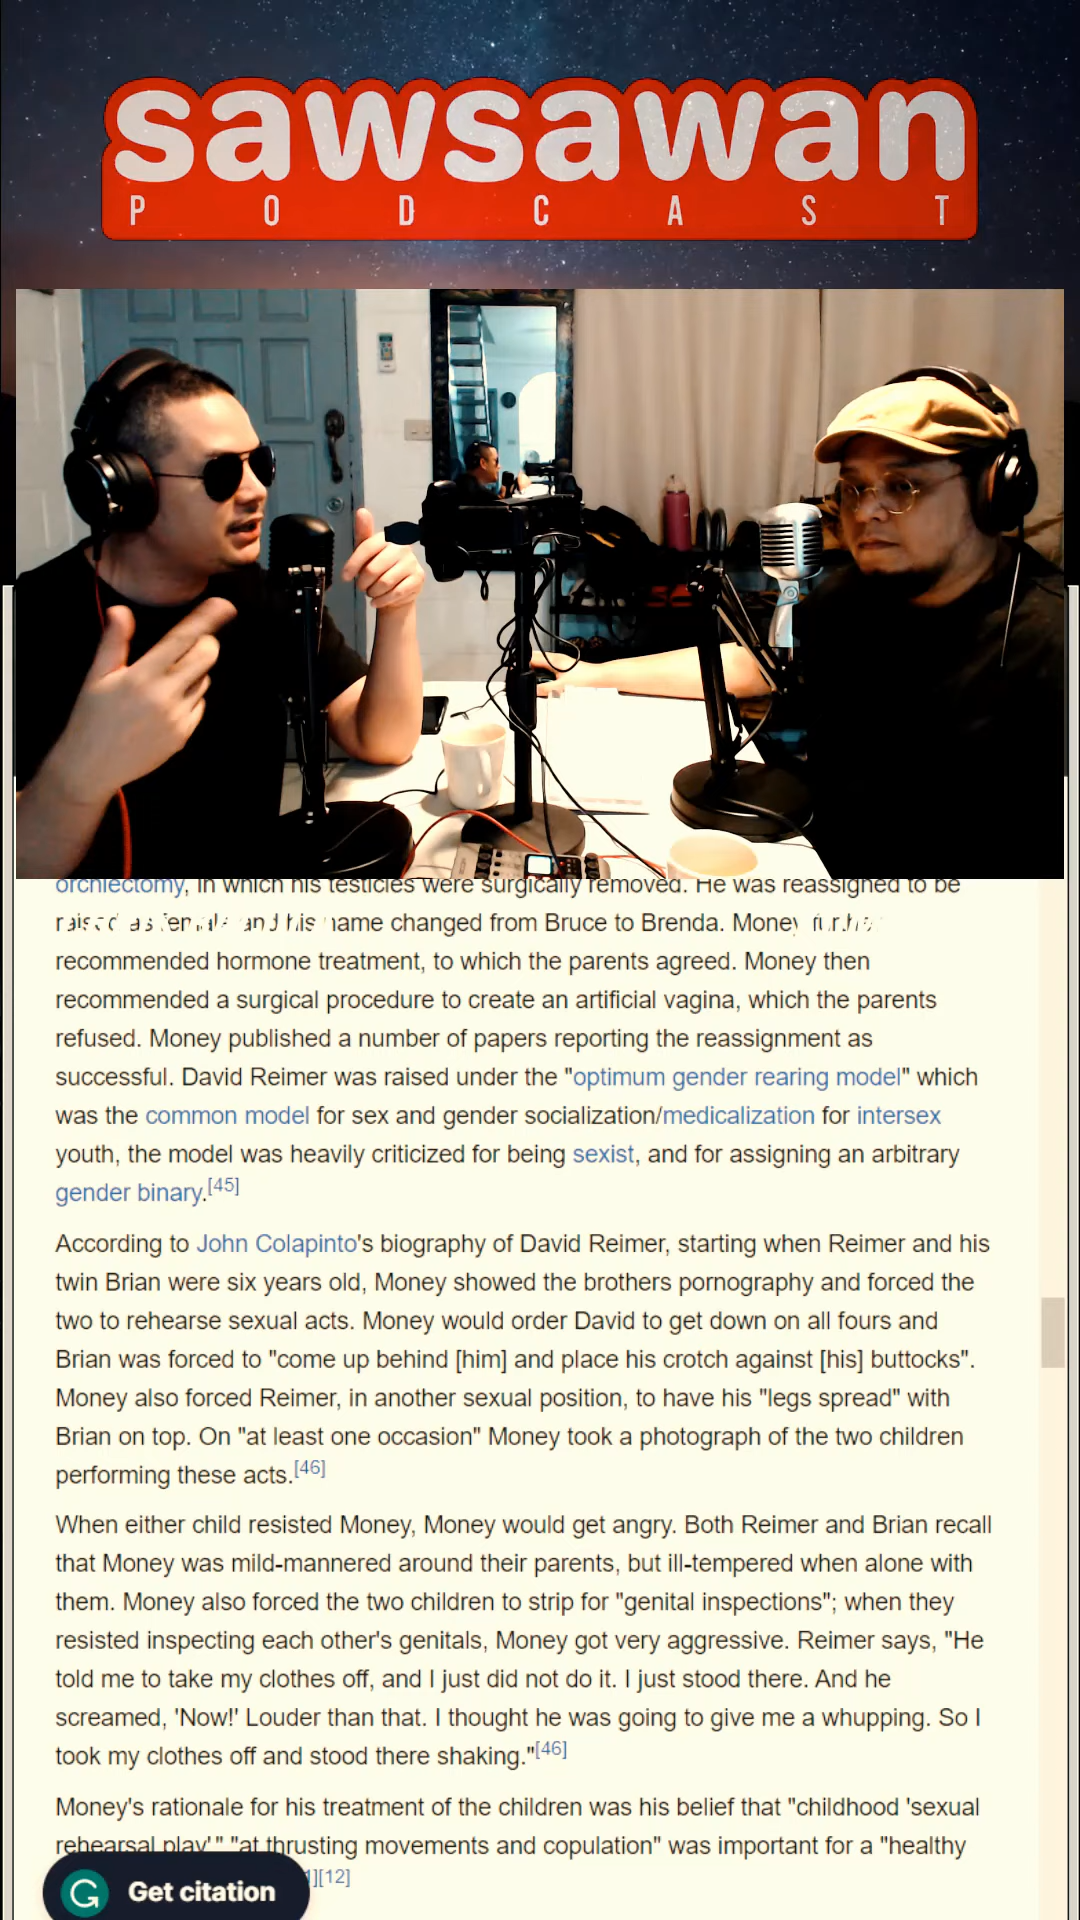 sawsawan
PODCAST
orchiectomy, in which his testicles were surgically removed. He was reassigned to be
raised as female and his name changed from Bruce to Brenda. Money further
recommended hormone treatment, to which the parents agreed. Money then
recommended a surgical procedure to create an artificial vagina, which the parents
refused. Money published a number of papers reporting the reassignment as
successful. David Reimer was raised under the "optimum gender rearing model" which
was the common model for sex and gender socialization/medicalization for intersex
youth, the model was heavily criticized for being sexist, and for assigning an arbitrary
gender binary.[45]
According to John Colapinto's biography of David Reimer, starting when Reimer and his
twin Brian were six years old, Money showed the brothers pornography and forced the
two to rehearse sexual acts. Money would order David to get down on all fours and
Brian was forced to "come up behind [him] and place his crotch against [his] buttocks".
Money also forced Reimer, in another sexual position, to have his "legs spread" with
Brian on top. On "at least one occasion" Money took a photograph of the two children
performing these acts.[46]
When either child resisted Money, Money would get angry. Both Reimer and Brian recall
that Money was mild-mannered around their parents, but ill-tempered when alone with
them. Money also forced the two children to strip for "genital inspections"; when they
resisted inspecting each other's genitals, Money got very aggressive. Reimer says, "He
told me to take my clothes off, and I just did not do it. I just stood there. And he
screamed, 'Now!' Louder than that. I thought he was going to give me a whupping. So I
took my clothes off and stood there shaking."[46]
Money's rationale for his treatment of the children was his belief that "childhood 'sexual
rehearsal play'" "at thrusting movements and copulation" was important for a "healthy
][12]
Get citation